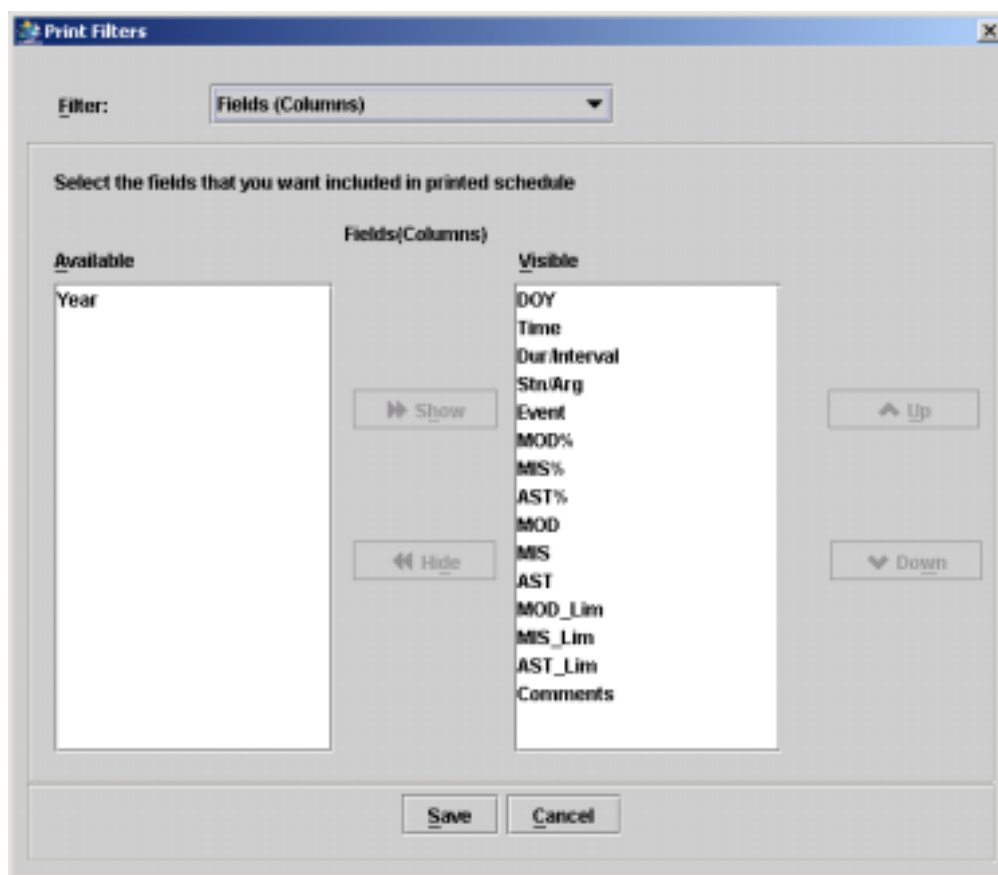 Print Filters
Filter: Fields (Columns)
Select the fields that you want included in printed schedule
Fields(Columns)
Available
Visible
Year
DOY
Time
Dur/Interval
Stn/Arg
Event
MOD%
MIS%
AST%
MOD
MIS
AST
MOD_Lim
MIS_Lim
AST_Lim
Comments
Show
Hide
Up
Down
Save Cancel